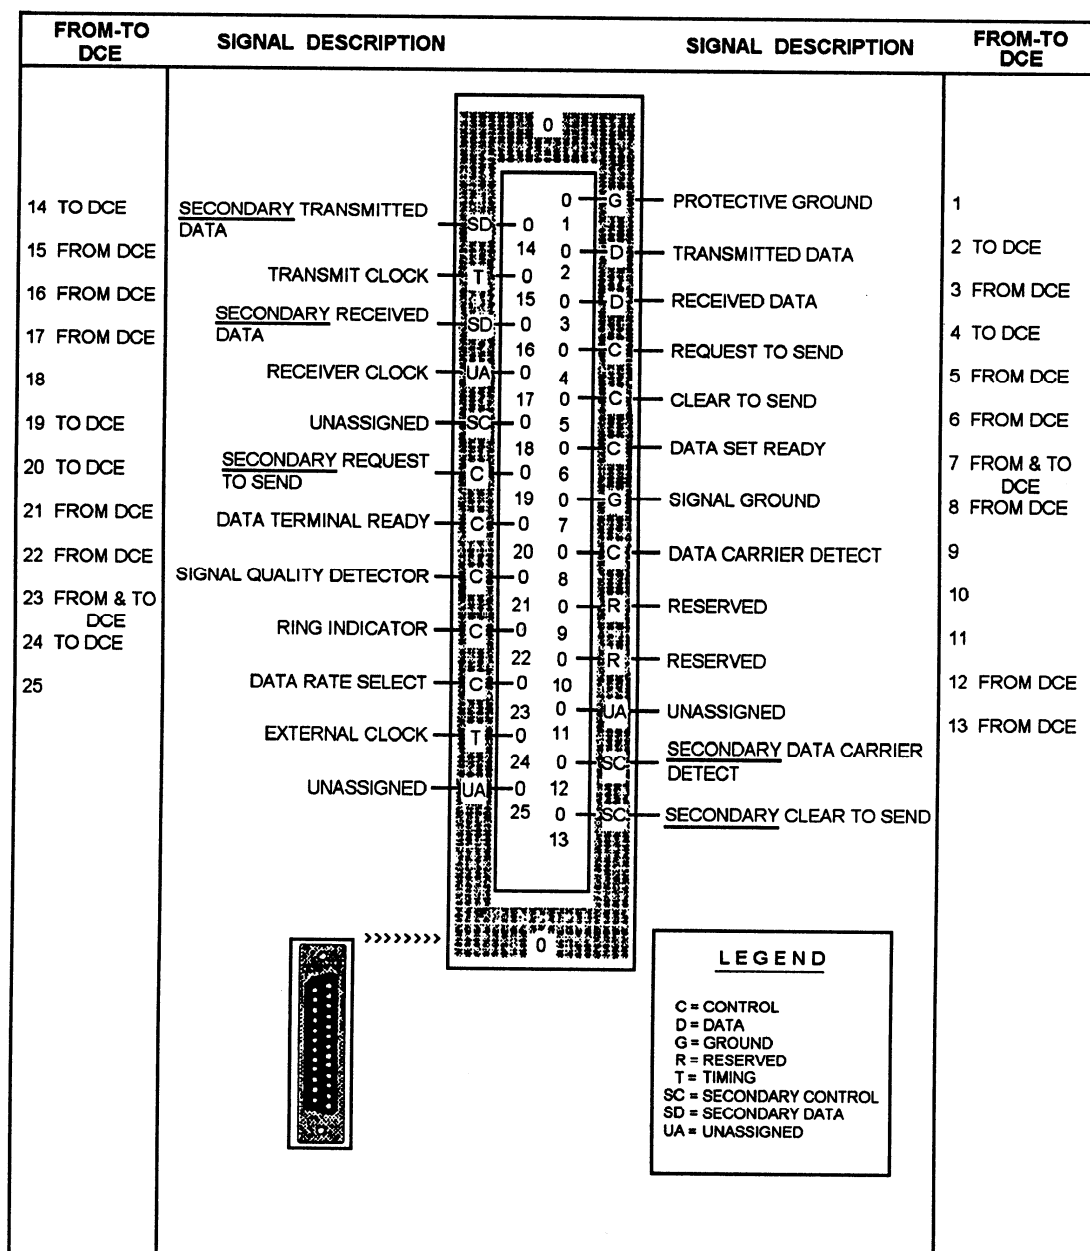 FROM-TO
DCE
SIGNAL DESCRIPTION
SIGNAL DESCRIPTION
FROM-TO
DCE
14 TO DCE
15 FROM DCE
16 FROM DCE
17 FROM DCE
18
19 TO DCE
20 TO DCE
21 FROM DCE
22 FROM DCE
23 FROM & TO
DCE
24 TO DCE
25
SECONDARY TRANSMITTED
DATA
TRANSMIT CLOCK
SECONDARY RECEIVED
DATA
RECEIVER CLOCK
UNASSIGNED
SECONDARY REQUEST
TO SEND
DATA TERMINAL READY
SIGNAL QUALITY DETECTOR
RING INDICATOR
DATA RATE SELECT
EXTERNAL CLOCK
UNASSIGNED
0
SD 0
14
T 0
15
SD 0
16
UA 0
17
SC 0
18
C 0
19
C 0
20
C 0
21
C 0
22
C 0
23
T 0
24
UA 0
25
0 G
1
0 D
2
0 D
3
0 C
4
0 C
5
0 C
6
0 G
7
0 C
8
0 R
9
0 R
10
0 UA
11
0 SC
12
0 SC
13
0
PROTECTIVE GROUND
TRANSMITTED DATA
RECEIVED DATA
REQUEST TO SEND
CLEAR TO SEND
DATA SET READY
SIGNAL GROUND
DATA CARRIER DETECT
RESERVED
RESERVED
UNASSIGNED
SECONDARY DATA CARRIER
DETECT
SECONDARY CLEAR TO SEND
1
2 TO DCE
3 FROM DCE
4 TO DCE
5 FROM DCE
6 FROM DCE
7 FROM & TO
DCE
8 FROM DCE
9
10
11
12 FROM DCE
13 FROM DCE
>>>>>>>>
LEGEND
C = CONTROL
D = DATA
G = GROUND
R = RESERVED
T = TIMING
SC = SECONDARY CONTROL
SD = SECONDARY DATA
UA = UNASSIGNED